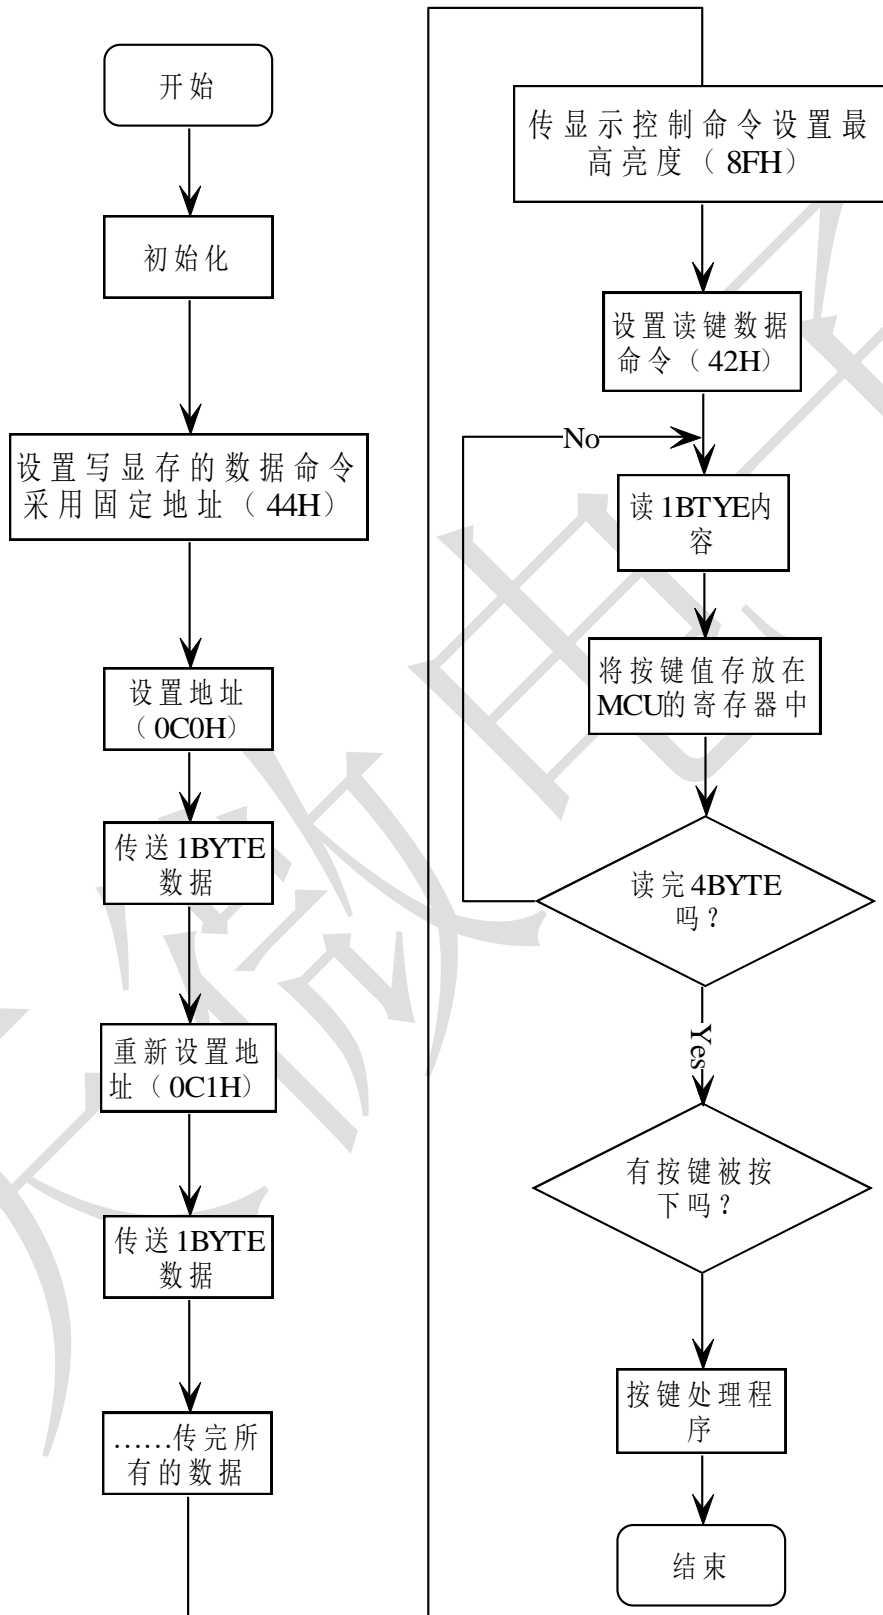 开始
初始化
设置写显存的数据命令
采用固定地址（44H）
设置地址
（0C0H）
传送1BYTE
数据
重新设置地
址（0C1H）
传送1BYTE
数据
……传完所
有的数据
传显示控制命令设置最
高亮度（8FH）
设置读键数据
命令（42H）
No
读1BTYE内
容
将按键值存放在
MCU的寄存器中
读完4BYTE
吗？
Yes
有按键被按
下吗？
按键处理程
序
结束